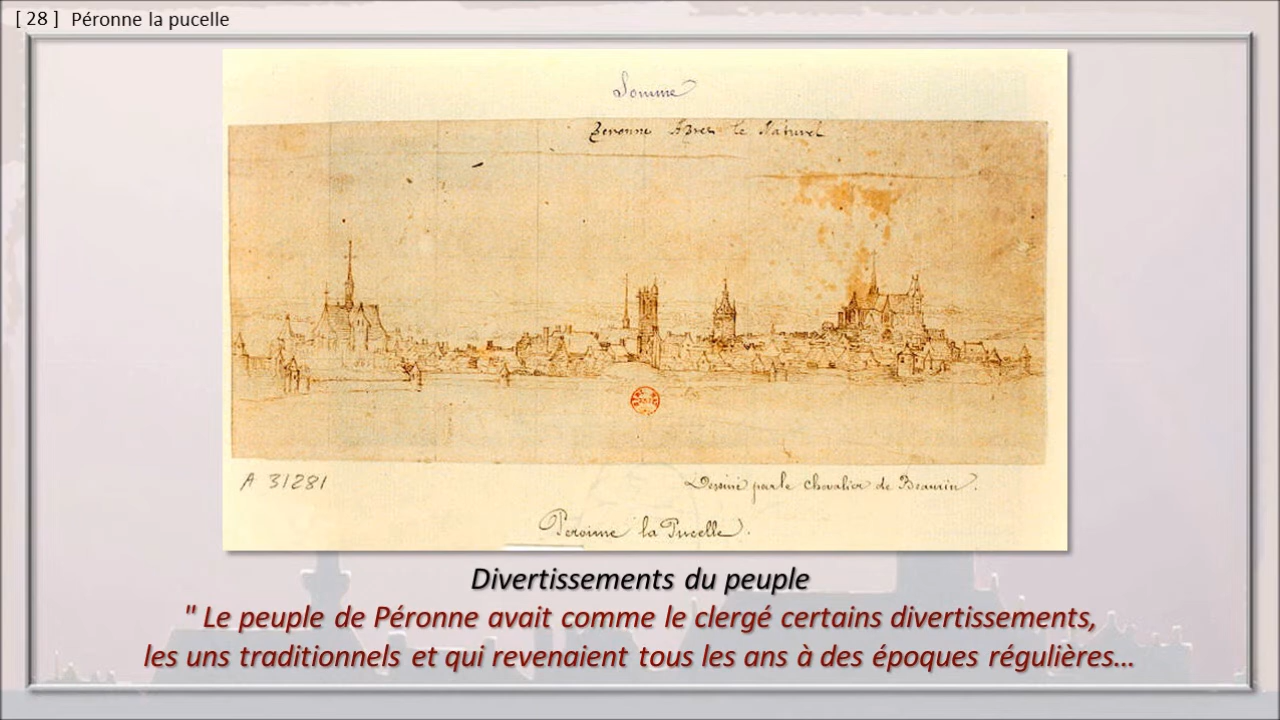 [ 28 ] Péronne la pucelle
Somme
Peronne Apres le Naturel
A 31281
Dessiné par le chevalier de Beaurin.
Peronne la Pucelle.
Divertissements du peuple
" Le peuple de Péronne avait comme le clergé certains divertissements,
les uns traditionnels et qui revenaient tous les ans à des époques régulières...